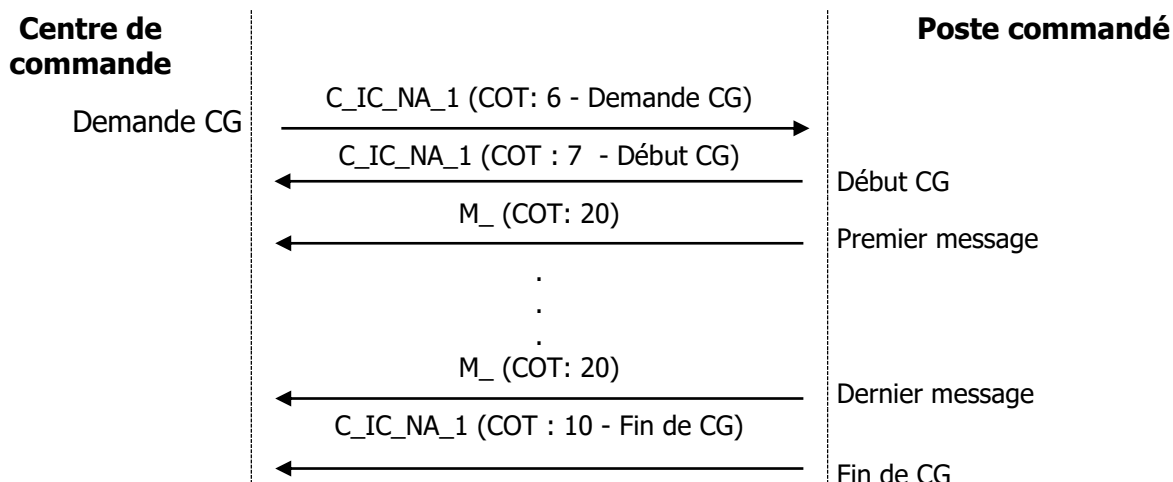 Centre de
commande
Poste commandé
C_IC_NA_1 (COT: 6 - Demande CG)
Demande CG
C_IC_NA_1 (COT : 7  - Début CG)
Début CG
M_ (COT: 20)
Premier message
.
.
.
M_ (COT: 20)
Dernier message
C_IC_NA_1 (COT : 10 - Fin de CG)
Fin de CG